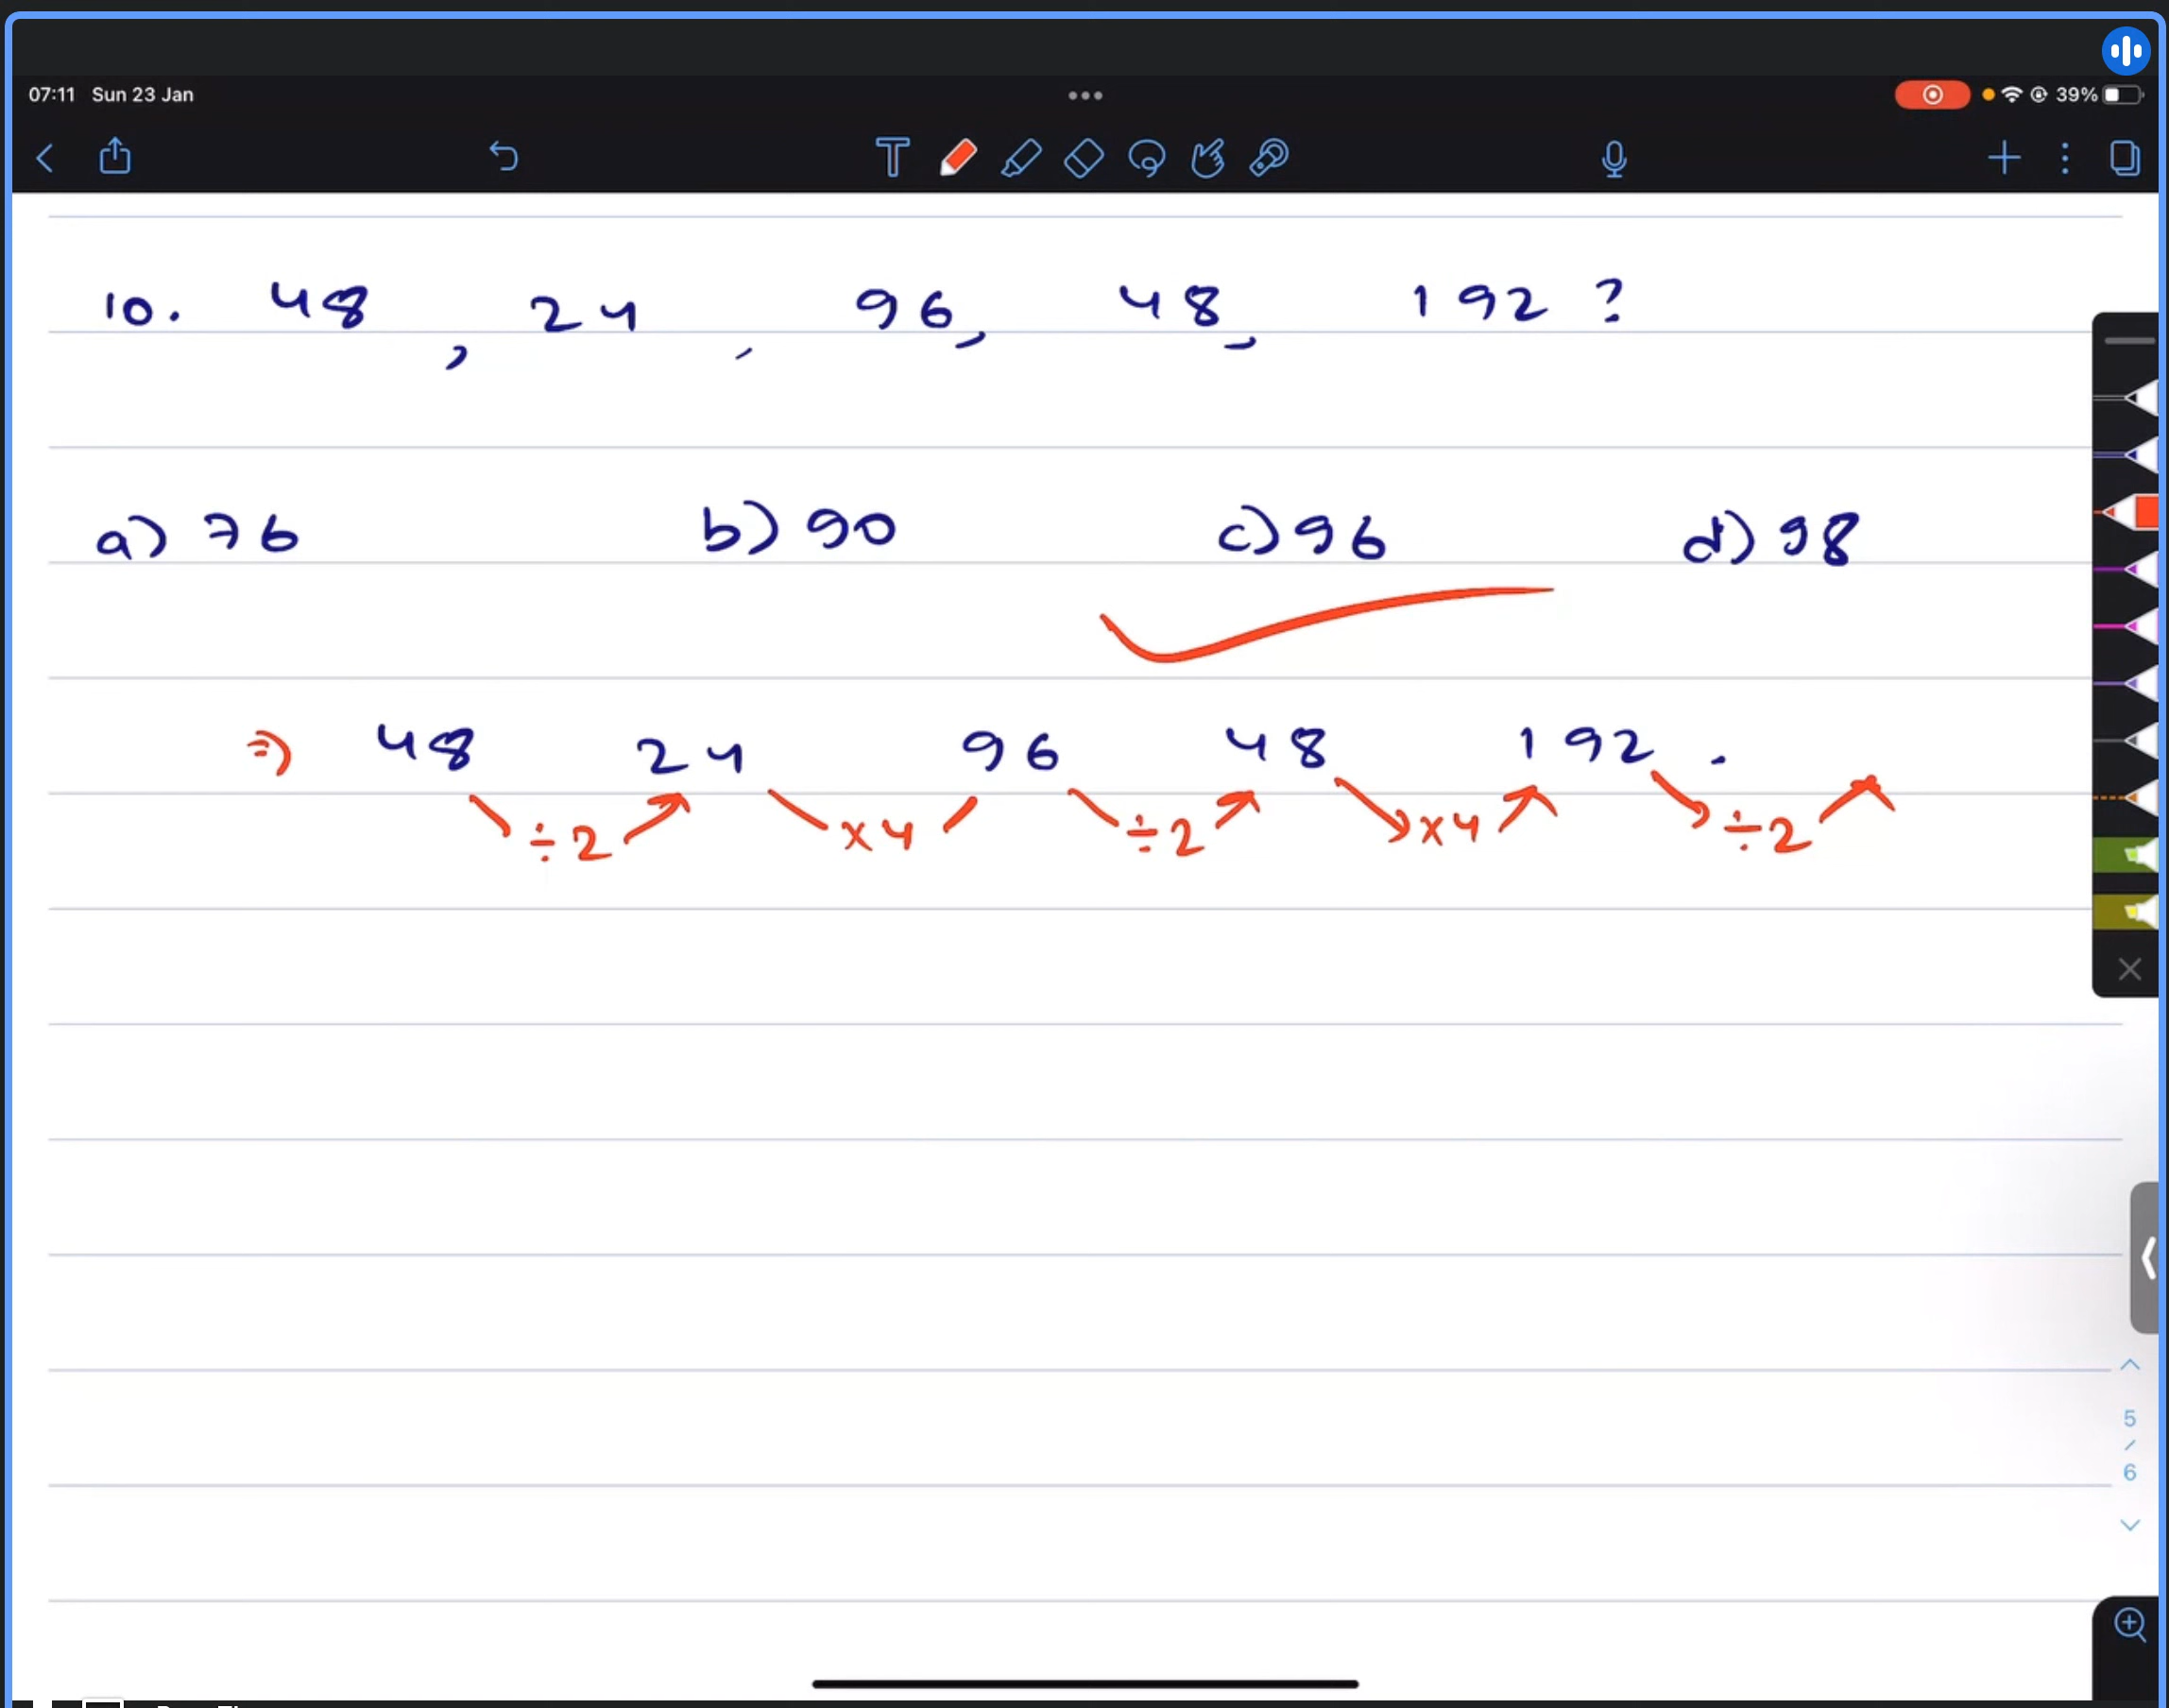 07:11 Sun 23 Jan
39%
10. 48, 24, 96, 48, 192 ?
a) 76 b) 90 c) 96 d) 98
⇒) 48 24 96 48 192 .
÷2 ×4 ÷2 ×4 ÷2
5
/
6